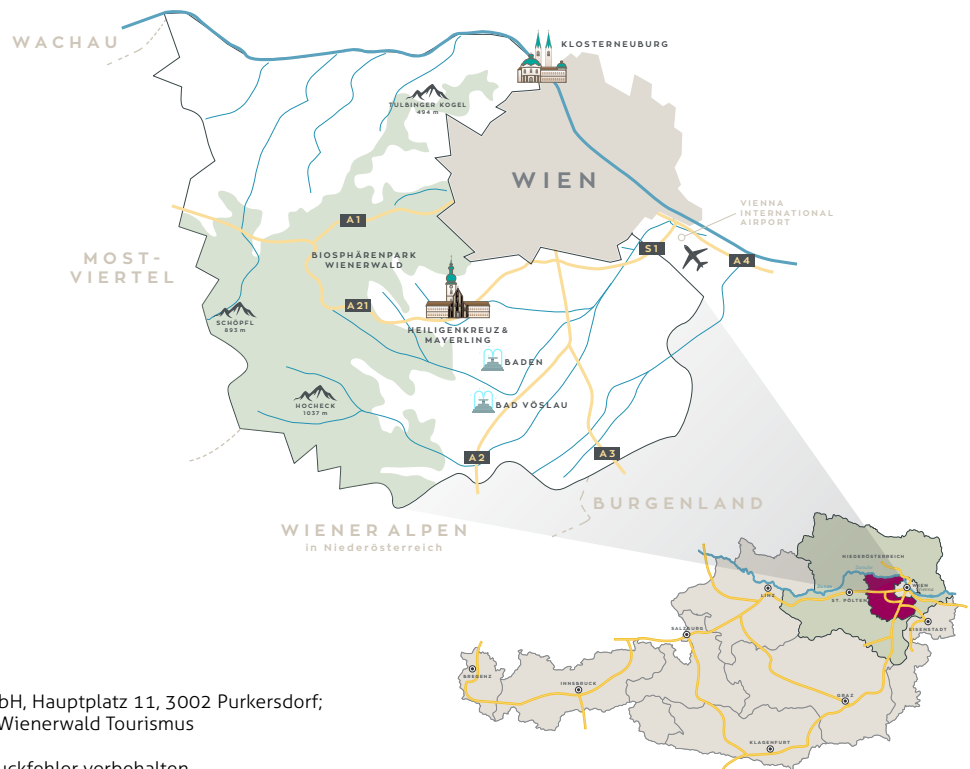 WACHAU
KLOSTERNEUBURG
TULBINGER KOGEL
494 m
WIEN
VIENNA
INTERNATIONAL
AIRPORT
A1
S1
A4
MOST-
VIERTEL
BIOSPHÄRENPARK
WIENERWALD
A21
SCHÖPFL
893 m
HEILIGENKREUZ &
MAYERLING
BADEN
HOCHECK
1037 m
BAD VÖSLAU
A2
A3
BURGENLAND
WIENER ALPEN
in Niederösterreich
NIEDERÖSTERREICH
WIEN
LINZ
ST. PÖLTEN
EISENSTADT
SALZBURG
BREGENZ
INNSBRUCK
GRAZ
KLAGENFURT
bH, Hauptplatz 11, 3002 Purkersdorf;
Wienerwald Tourismus
uckfehler vorbehalten